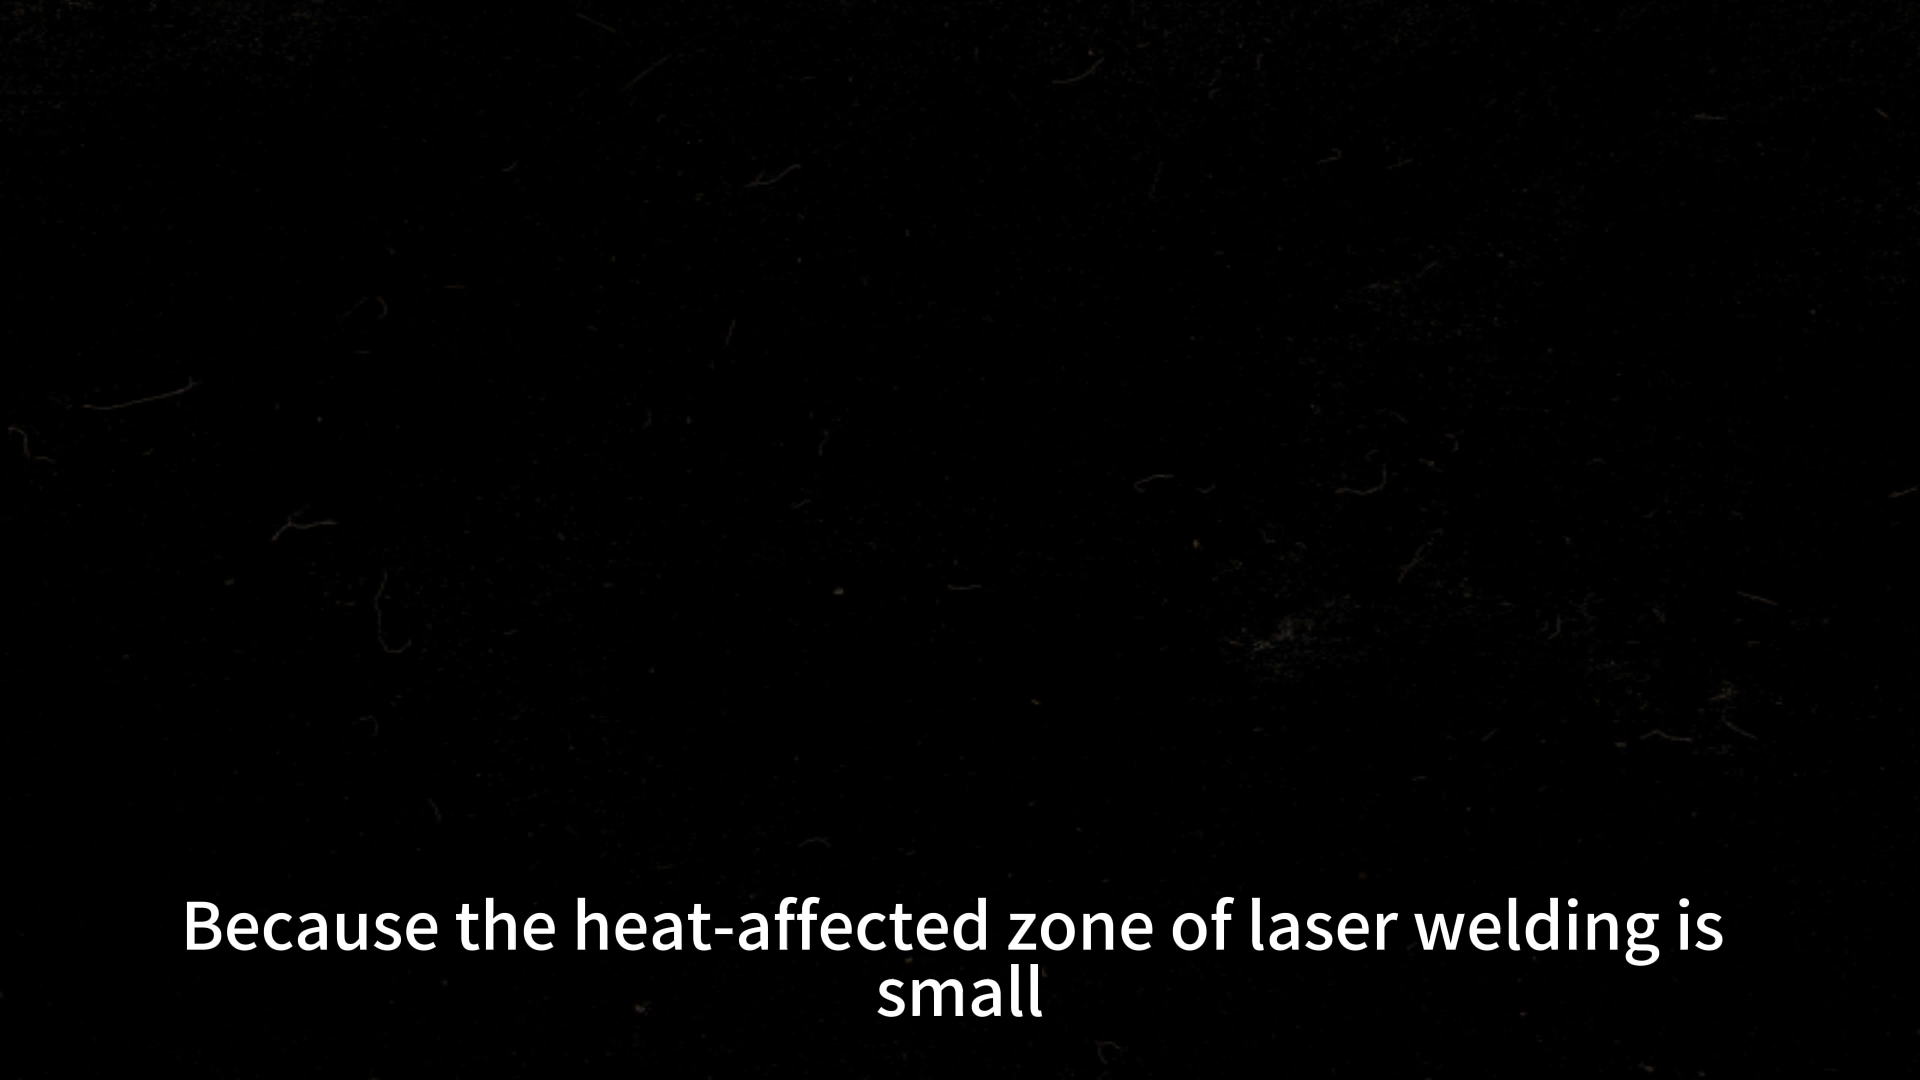 Because the heat-affected zone of laser welding is
small